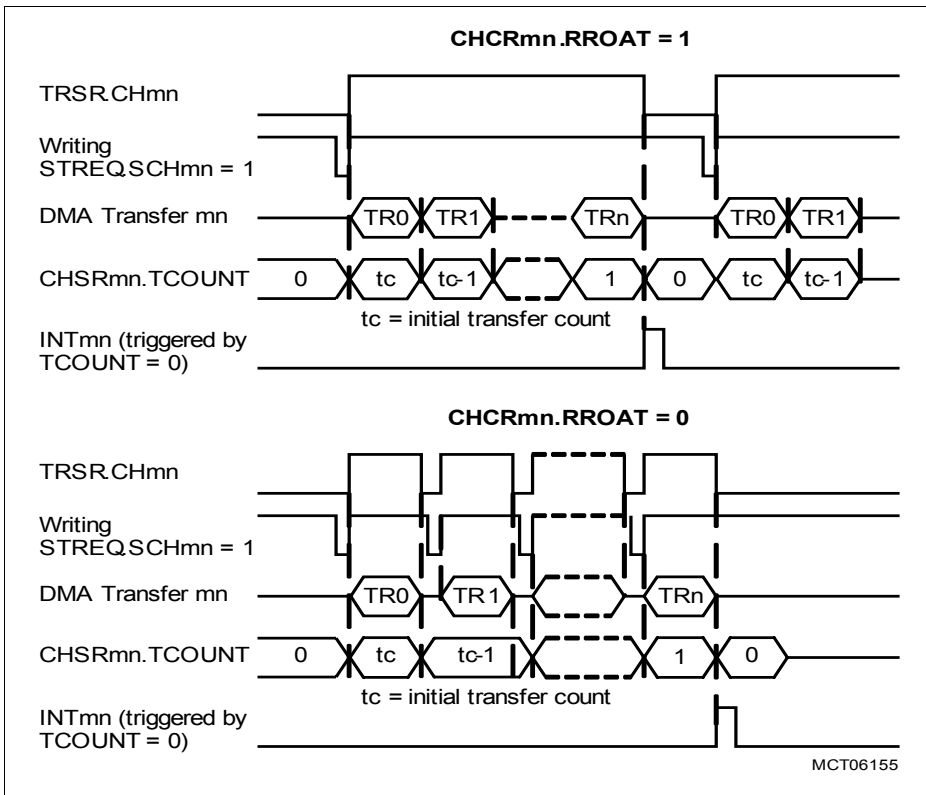 CHCRmn.RROAT = 1
TRSR.CHmn
Writing
STREQ.SCHmn = 1
DMA Transfer mn TR0 TR1 TRn TR0 TR1
CHSRmn.TCOUNT 0 tc tc-1 1 0 tc tc-1
tc = initial transfer count
INTmn (triggered by
TCOUNT = 0)
CHCRmn.RROAT = 0
TRSR.CHmn
Writing
STREQ.SCHmn = 1
DMA Transfer mn TR0 TR1 TRn
CHSRmn.TCOUNT 0 tc tc-1 1 0
tc = initial transfer count
INTmn (triggered by
TCOUNT = 0)
MCT06155